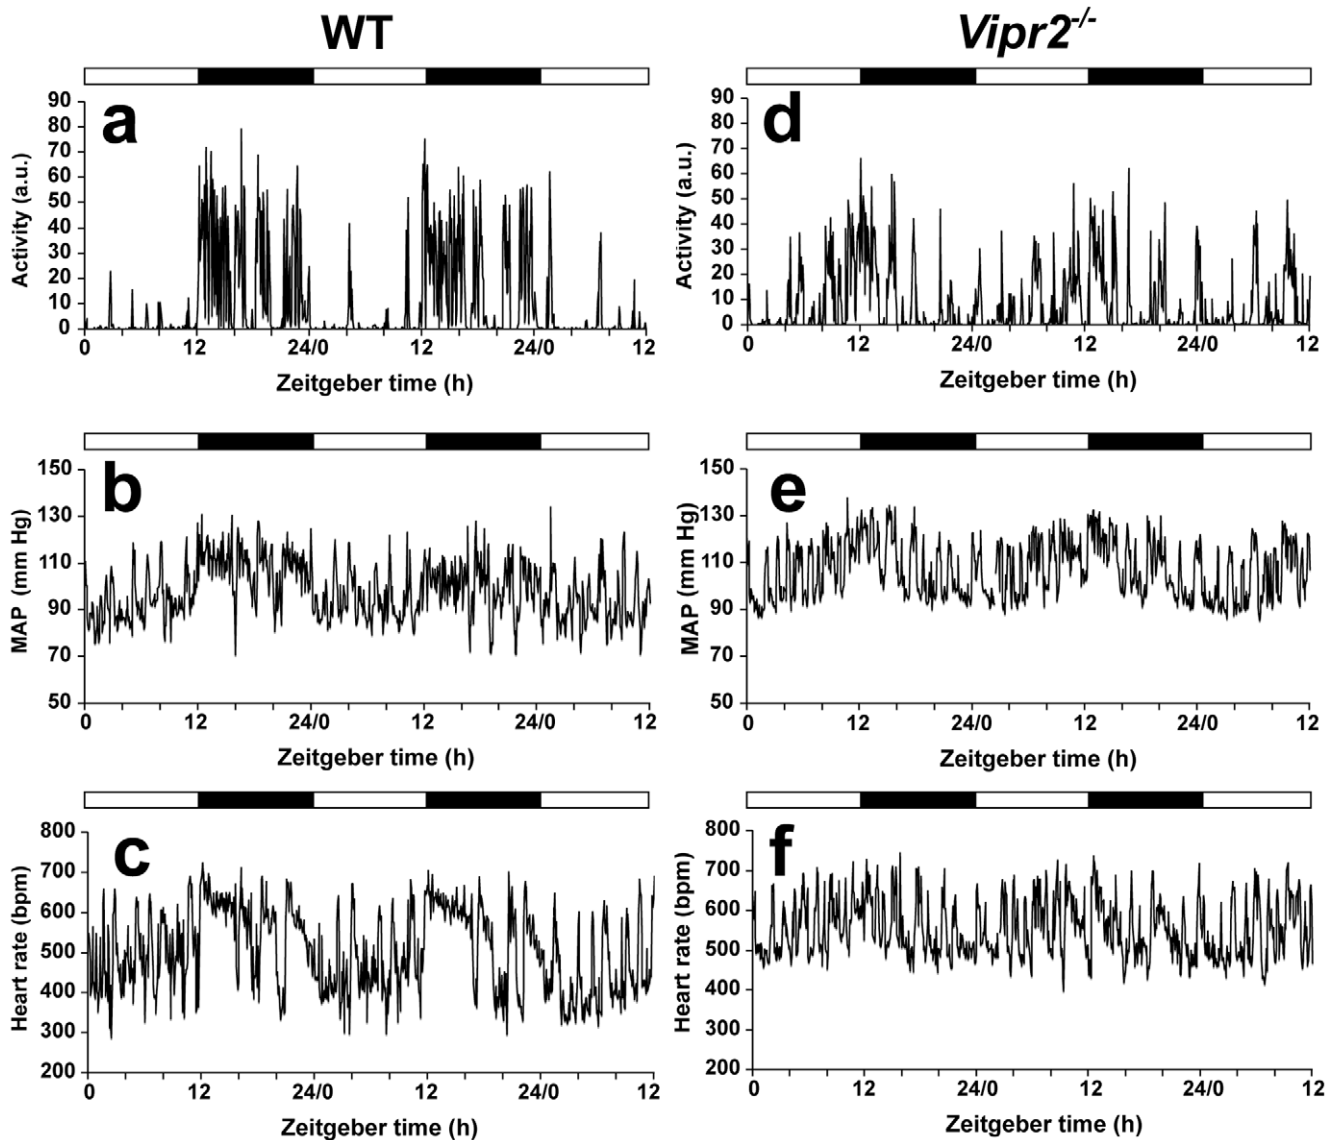 WT
Vipr2-/-
a
Activity (a.u.)
90
80
70
60
50
40
30
20
10
0
0 12 24/0 12 24/0 12
Zeitgeber time (h)
d
Activity (a.u.)
90
80
70
60
50
40
30
20
10
0
0 12 24/0 12 24/0 12
Zeitgeber time (h)
b
MAP (mm Hg)
150
130
110
90
70
50
0 12 24/0 12 24/0 12
Zeitgeber time (h)
e
MAP (mm Hg)
150
130
110
90
70
50
0 12 24/0 12 24/0 12
Zeitgeber time (h)
c
Heart rate (bpm)
800
700
600
500
400
300
200
0 12 24/0 12 24/0 12
Zeitgeber time (h)
f
Heart rate (bpm)
800
700
600
500
400
300
200
0 12 24/0 12 24/0 12
Zeitgeber time (h)